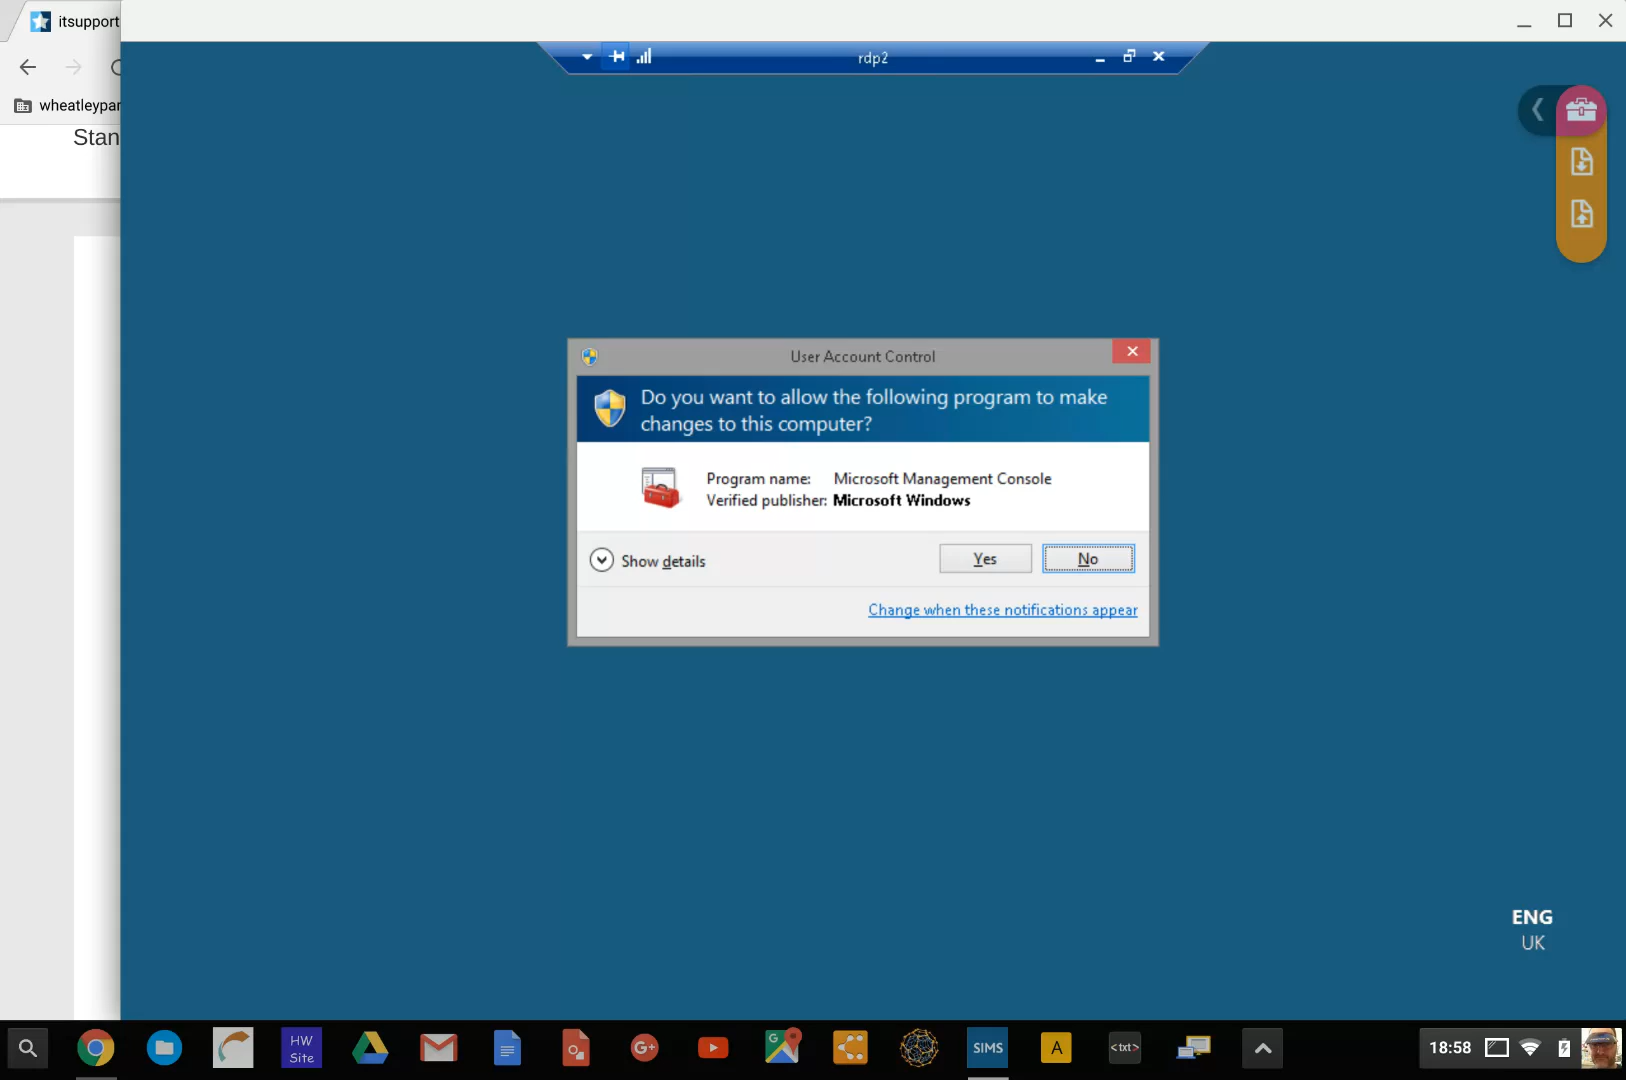 itsupport
wheatleypar
Stan
rdp2
User Account Control
Do you want to allow the following program to make
changes to this computer?
Program name: Microsoft Management Console
Verified publisher: Microsoft Windows
Show details
Yes
No
Change when these notifications appear
ENG
UK
HW
Site
G+
G
SIMS
A
<txt>
18:58